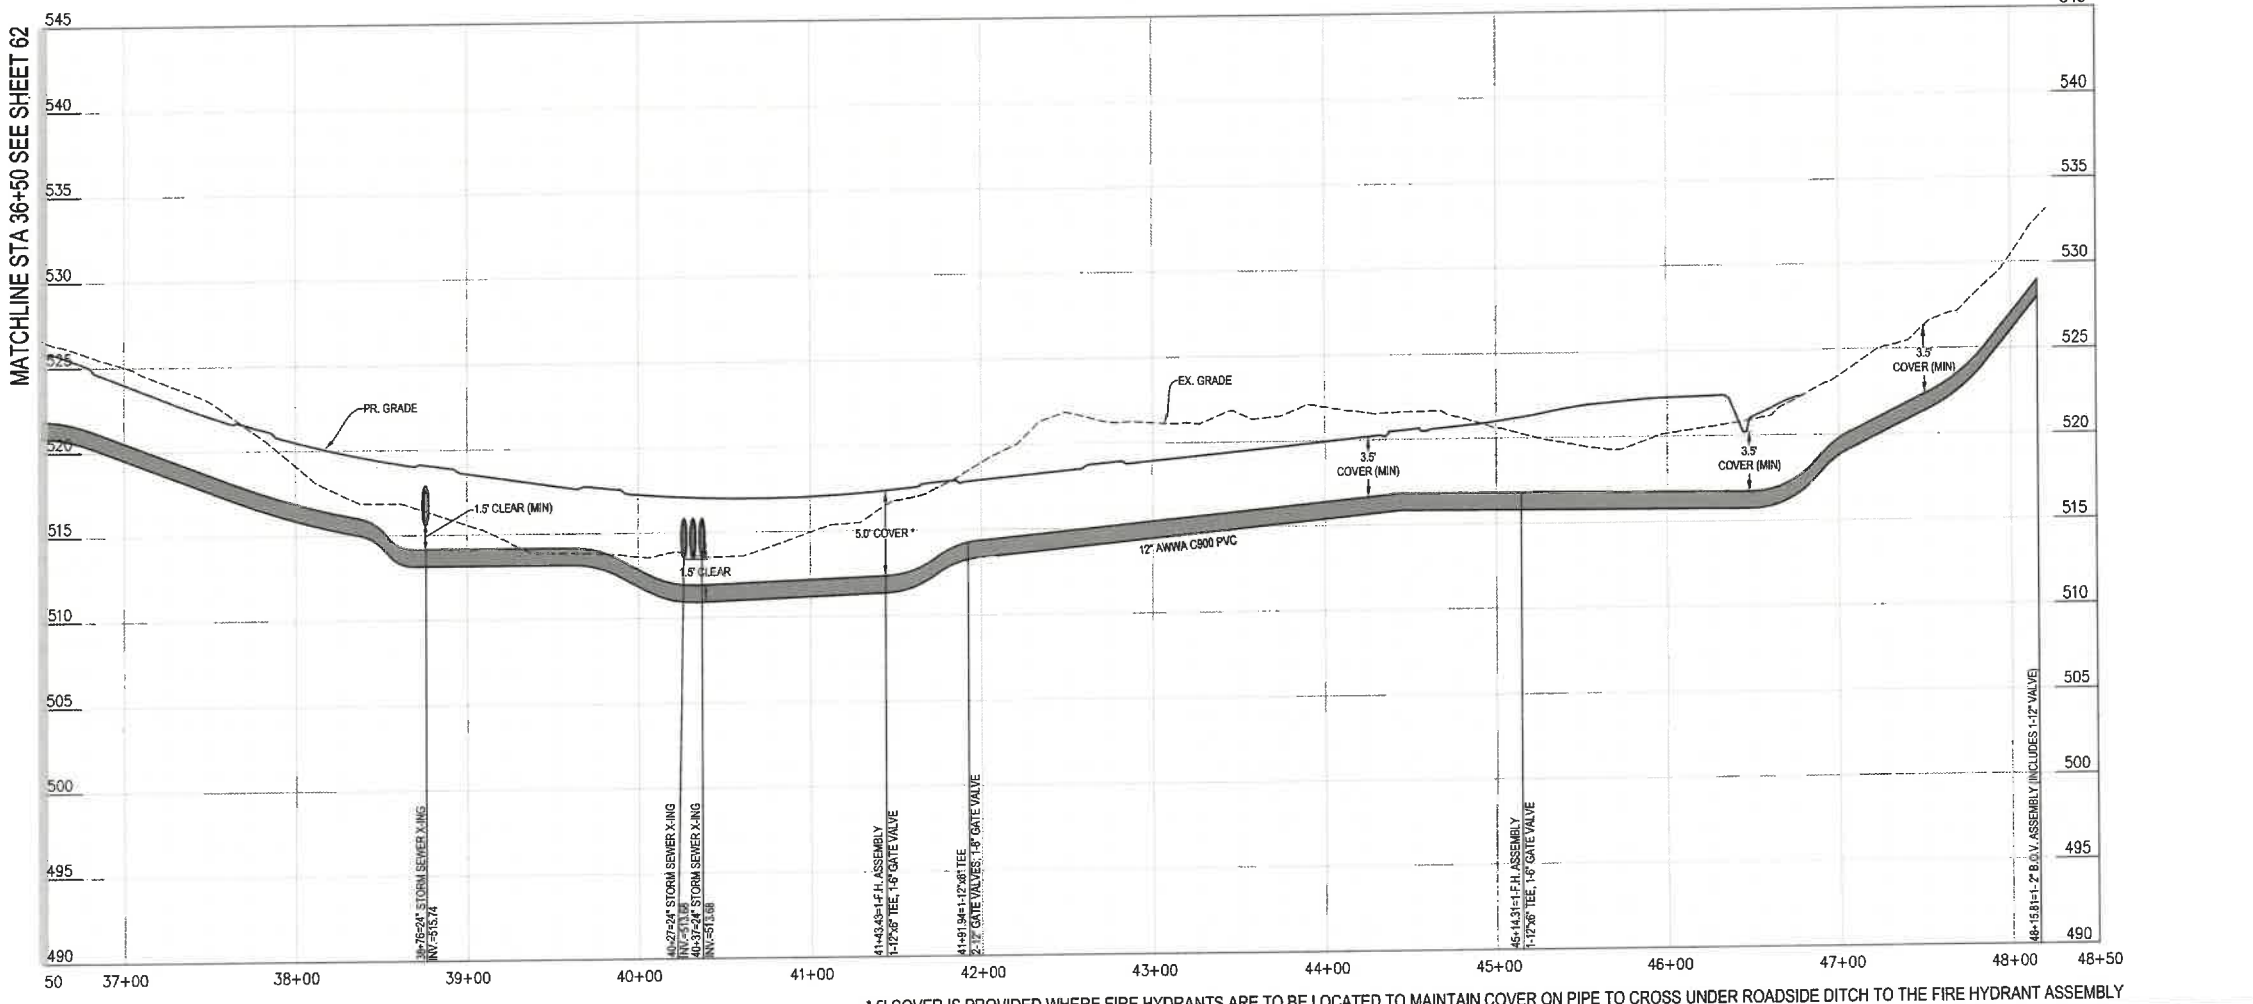 MATCHLINE STA 36+50 SEE SHEET 62
545
540
535
530
525
520
515
510
505
500
495
490
540
535
530
525
520
515
510
505
500
495
490
PR. GRADE
EX. GRADE
1.5' CLEAR (MIN)
1.5' CLEAR
5.0' COVER *
3.5'
COVER (MIN)
3.5'
COVER (MIN)
3.5'
COVER (MIN)
12" AWWA C900 PVC
38+76=24" STORM SEWER X-ING
INV.=515.74
40+27=24" STORM SEWER X-ING
INV.=513.68
40+37=24" STORM SEWER X-ING
INV.=513.68
41+43.43=1-F.H. ASSEMBLY
1-12"x6" TEE, 1-6" GATE VALVE
41+91.94=1-12"x8" TEE
2-12" GATE VALVES; 1-8" GATE VALVE
45+14.31=1-F.H. ASSEMBLY
1-12"x6" TEE, 1-6" GATE VALVE
48+15.81=1- 2" B.O.V. ASSEMBLY (INCLUDES 1-12" VALVE)
50 37+00 38+00 39+00 40+00 41+00 42+00 43+00 44+00 45+00 46+00 47+00 48+00 48+50
COVER IS PROVIDED WHERE FIRE HYDRANTS ARE TO BE LOCATED TO MAINTAIN COVER ON PIPE TO CROSS UNDER ROADSIDE DITCH TO THE FIRE HYDRANT ASSEMBLY